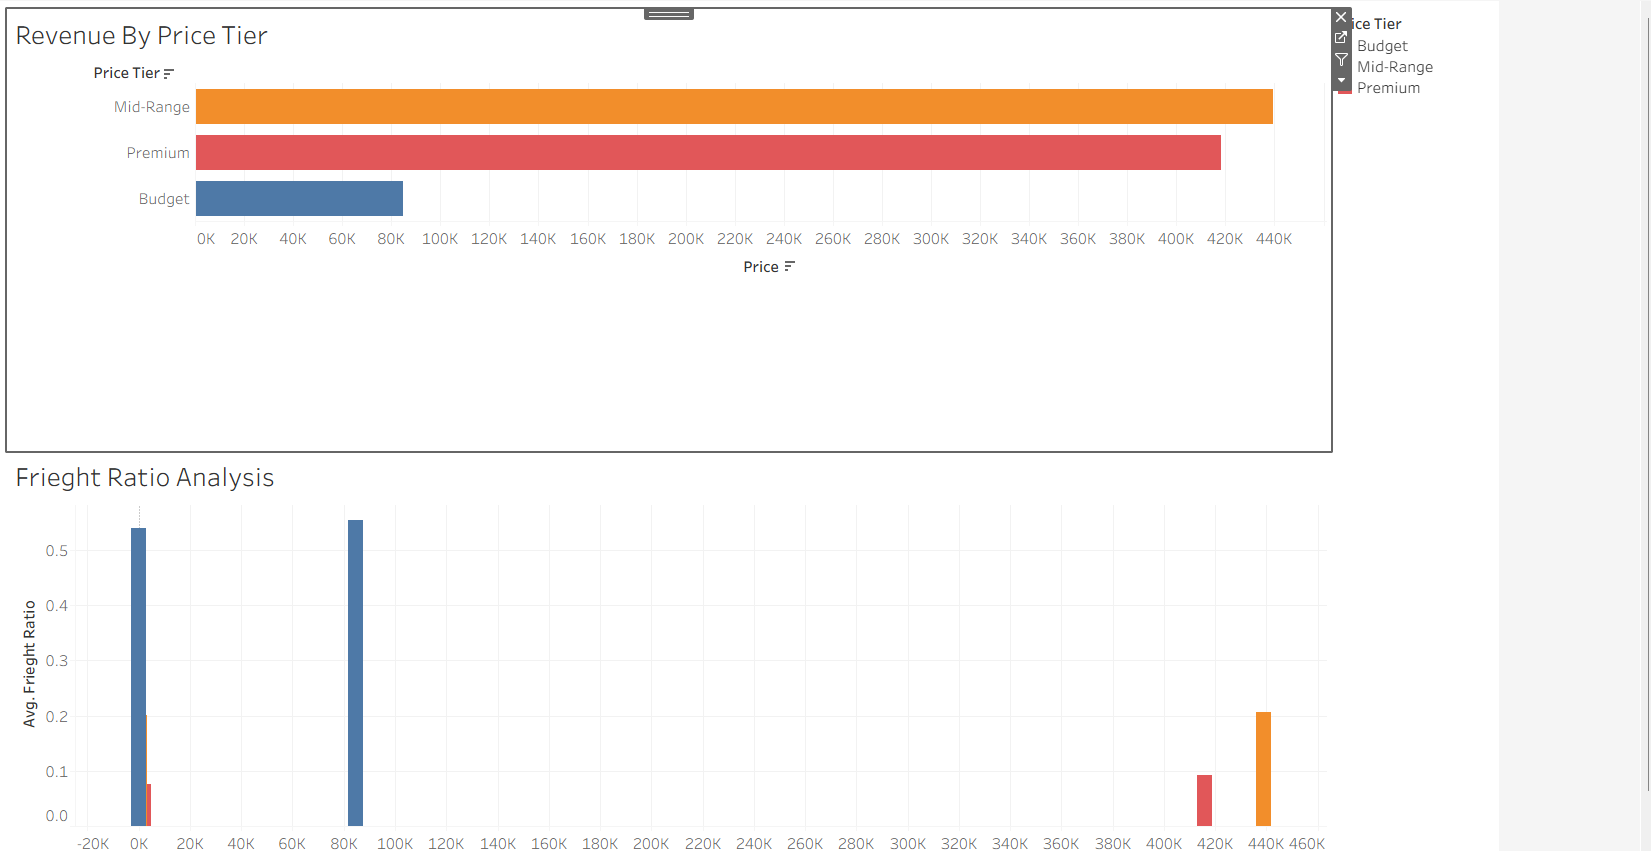 Revenue By Price Tier
Price Tier
Mid-Range
Premium
Budget
0K 20K 40K 60K 80K 100K 120K 140K 160K 180K 200K 220K 240K 260K 280K 300K 320K 340K 360K 380K 400K 420K 440K
Price
ice Tier
Budget
Mid-Range
Premium
Frieght Ratio Analysis
Avg. Frieght Ratio
0.5
0.4
0.3
0.2
0.1
0.0
-20K 0K 20K 40K 60K 80K 100K 120K 140K 160K 180K 200K 220K 240K 260K 280K 300K 320K 340K 360K 380K 400K 420K 440K 460K